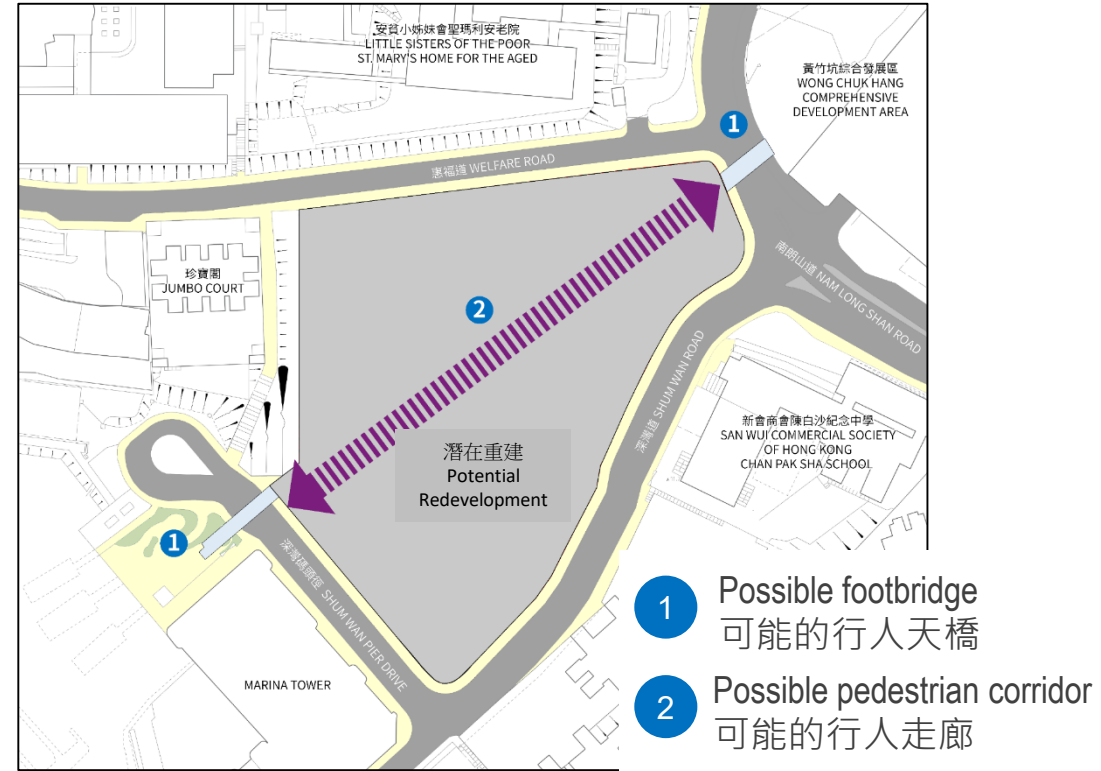 安貧小姊妹會聖瑪利安老院
LITTLE SISTERS OF THE POOR
ST. MARY'S HOME FOR THE AGED
黃竹坑綜合發展區
WONG CHUK HANG
COMPREHENSIVE
DEVELOPMENT AREA
1
惠福道 WELFARE ROAD
珍寶閣
JUMBO COURT
2
南朗山道 NAM LONG SHAN ROAD
深灣道 SHUM WAN ROAD
新會商會陳白沙紀念中學
SAN WUI COMMERCIAL SOCIETY
OF HONG KONG
CHAN PAK SHA SCHOOL
潛在重建
Potential
Redevelopment
1
深灣碼頭徑 SHUM WAN PIER DRIVE
MARINA TOWER
1 Possible footbridge
可能的行人天橋
2 Possible pedestrian corridor
可能的行人走廊